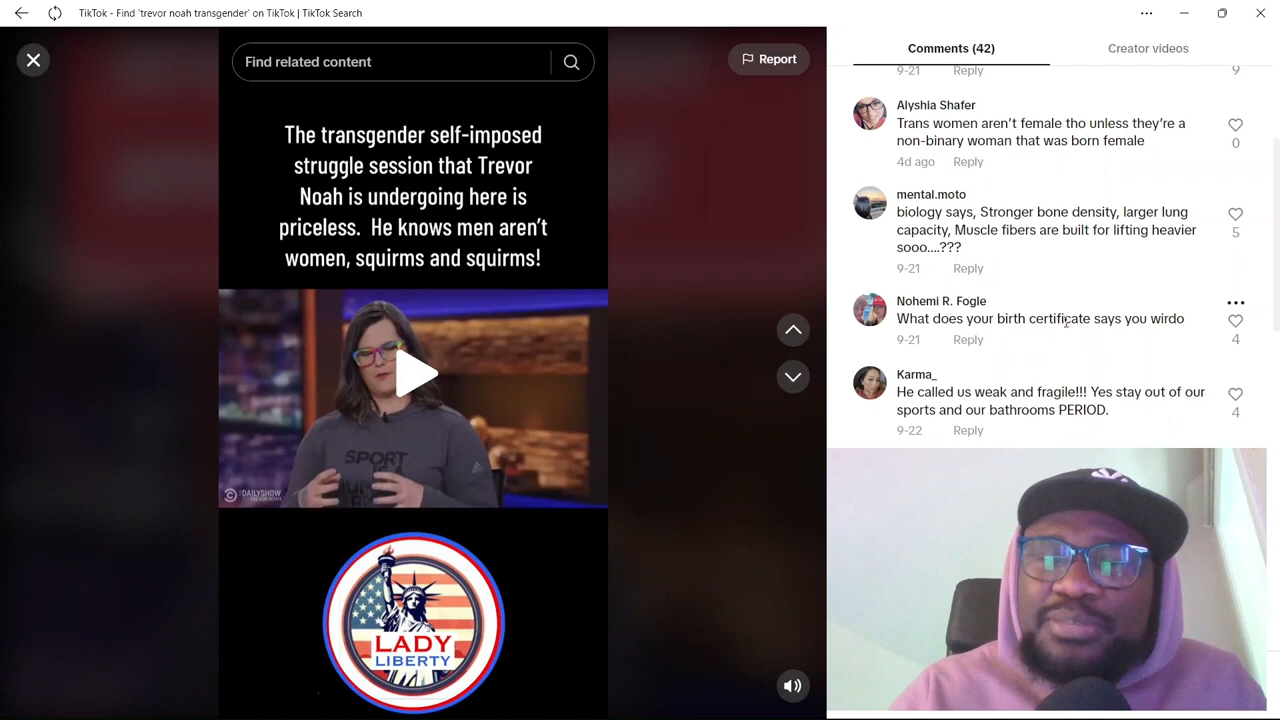 TikTok - Find 'trevor noah transgender' on TikTok | TikTok Search
Find related content
Report
The transgender self-imposed
struggle session that Trevor
Noah is undergoing here is
priceless. He knows men aren't
women, squirms and squirms!
SPORT
THE DAILYSHOW
LADY
LIBERTY
Comments (42)
Creator videos
9-21
Reply
9
Alyshia Shafer
Trans women aren't female tho unless they're a
non-binary woman that was born female
0
4d ago
Reply
mental.moto
biology says, Stronger bone density, larger lung
capacity, Muscle fibers are built for lifting heavier
5
sooo....???
9-21
Reply
Nohemi R. Fogle
What does your birth certificate says you wirdo
9-21
Reply
4
Karma_
He called us weak and fragile!!! Yes stay out of our
sports and our bathrooms PERIOD.
4
9-22
Reply